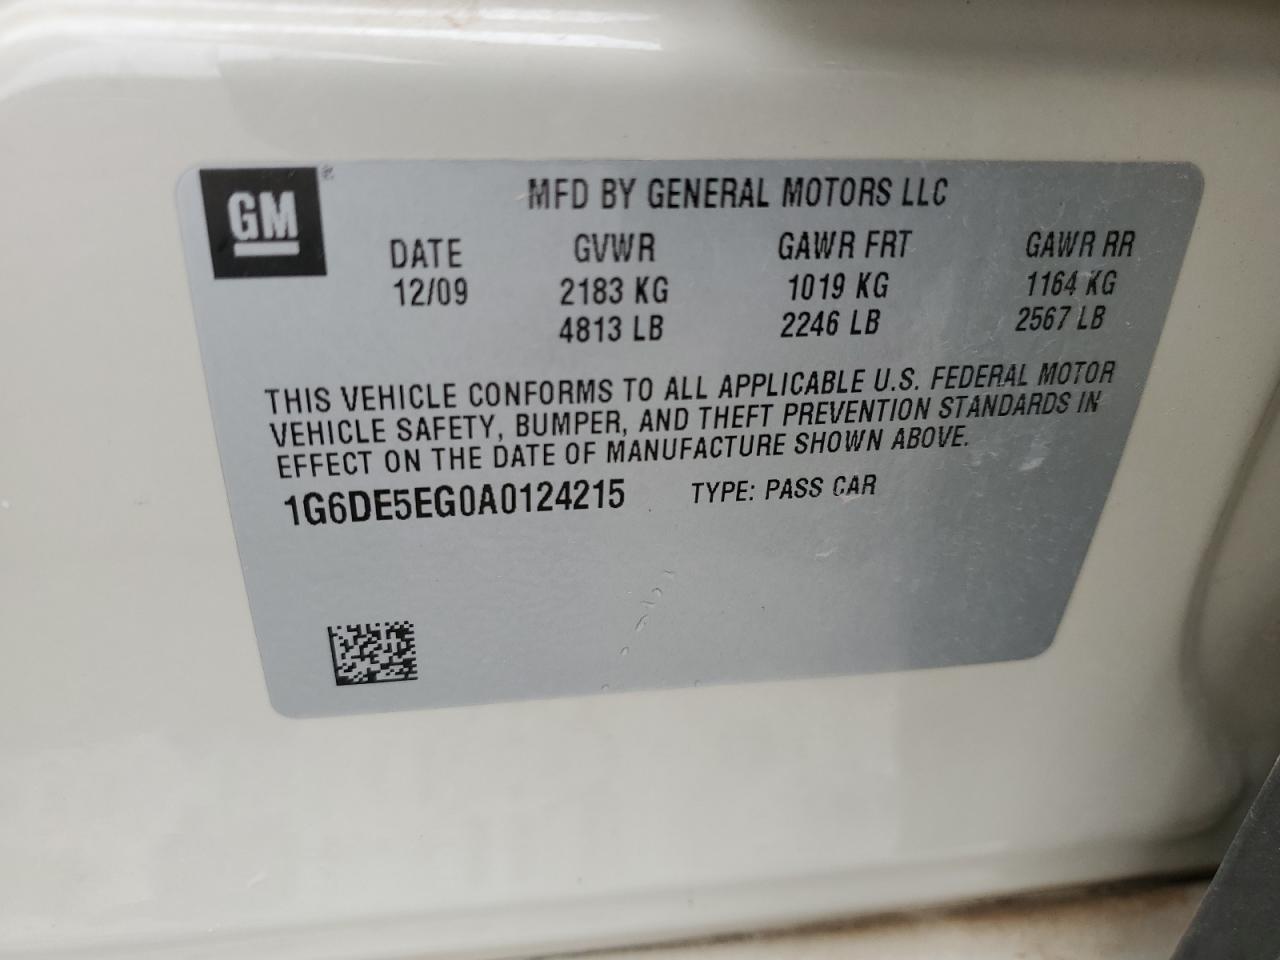 GM
MFD BY GENERAL MOTORS LLC
DATE GVWR GAWR FRT GAWR RR
12/09 2183 KG 1019 KG 1164 KG
4813 LB 2246 LB 2567 LB
THIS VEHICLE CONFORMS TO ALL APPLICABLE U.S. FEDERAL MOTOR
VEHICLE SAFETY, BUMPER, AND THEFT PREVENTION STANDARDS IN
EFFECT ON THE DATE OF MANUFACTURE SHOWN ABOVE.
1G6DE5EG0A0124215 TYPE: PASS CAR